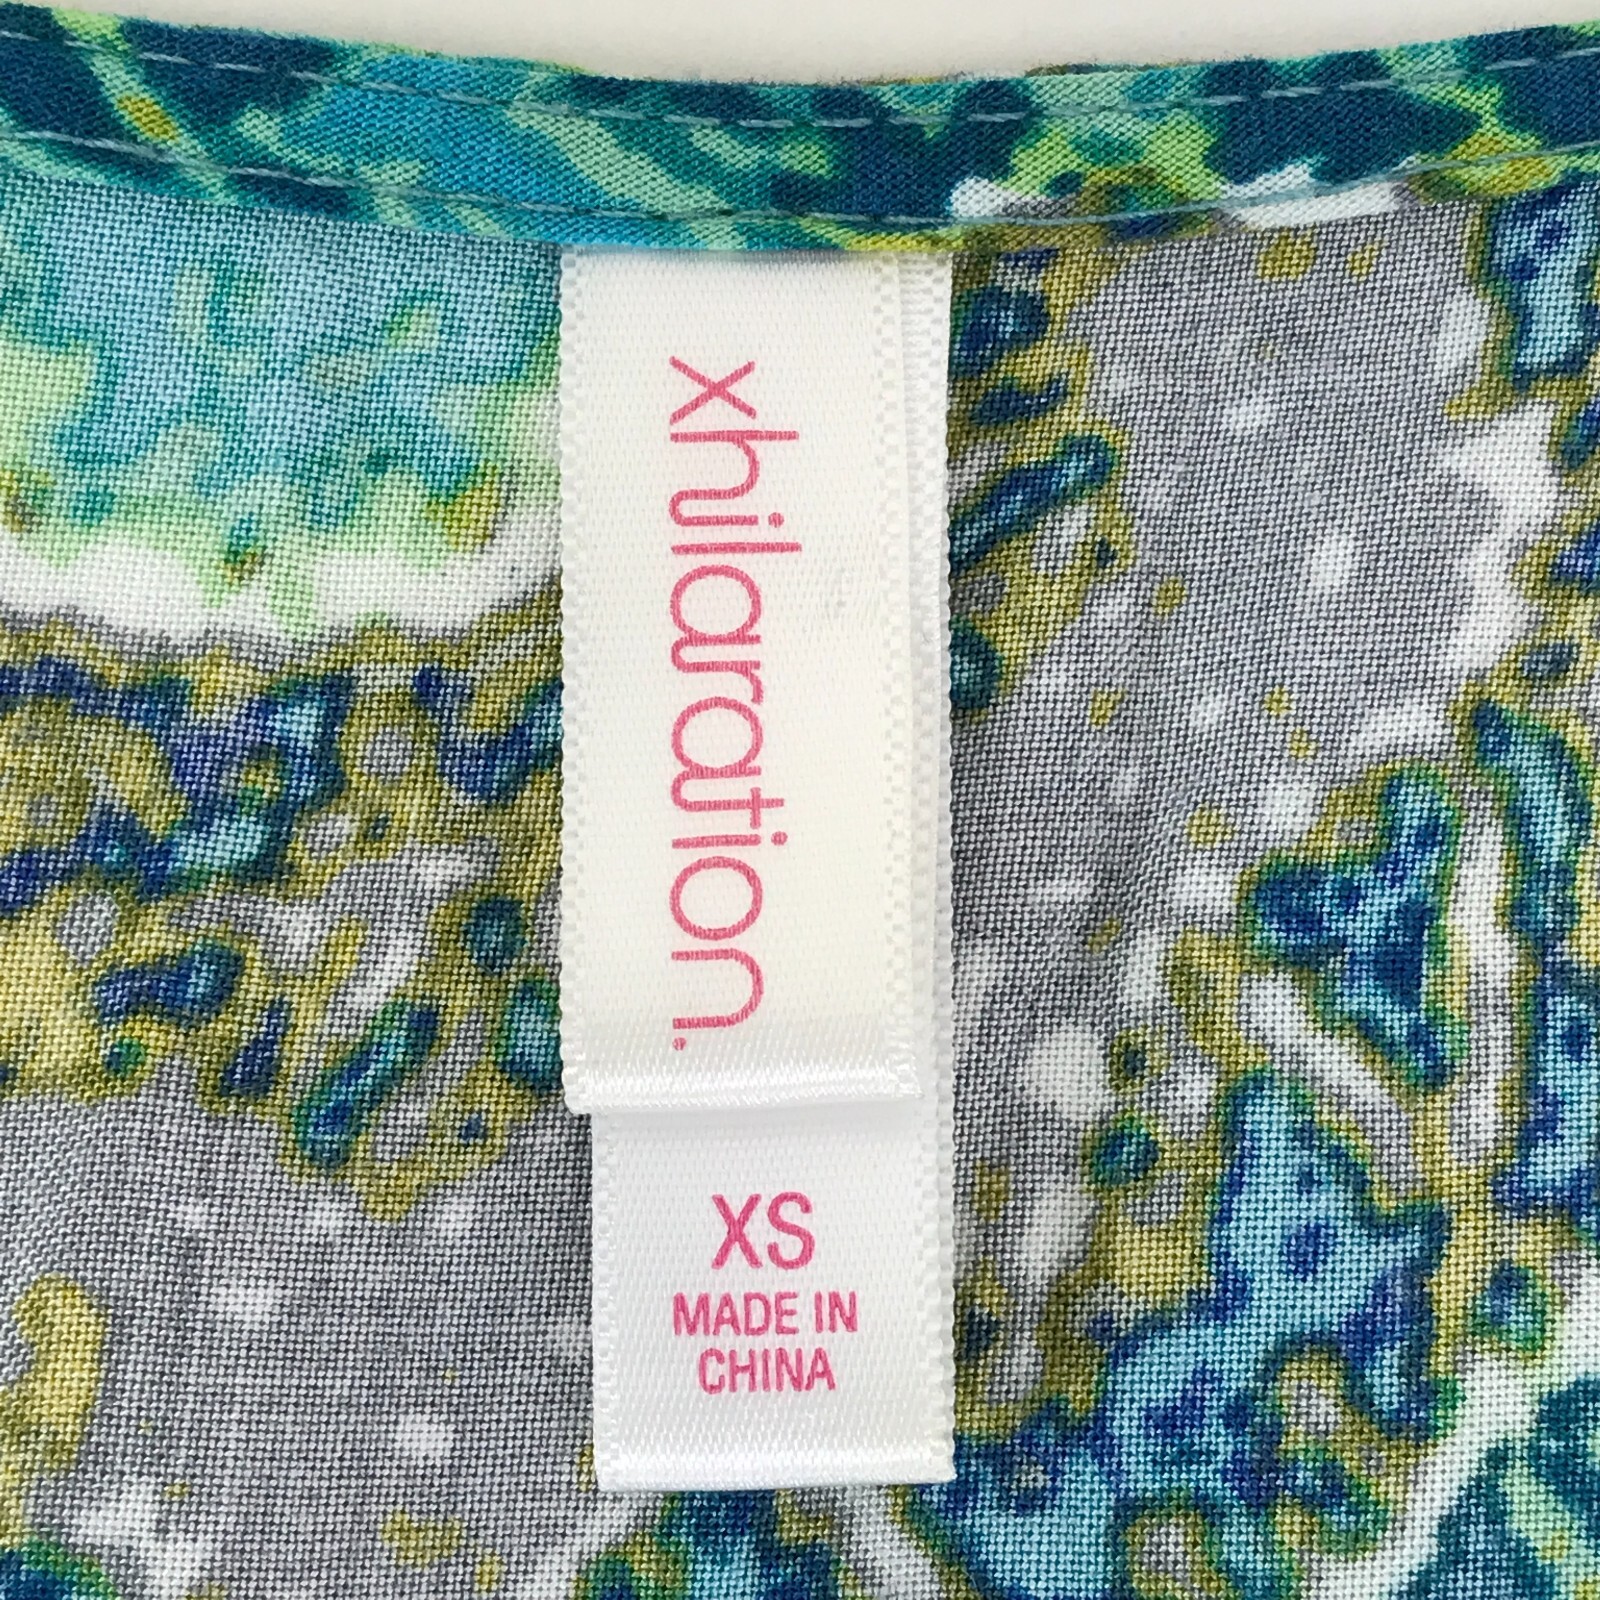 xhilaration.
XS
MADE IN
CHINA